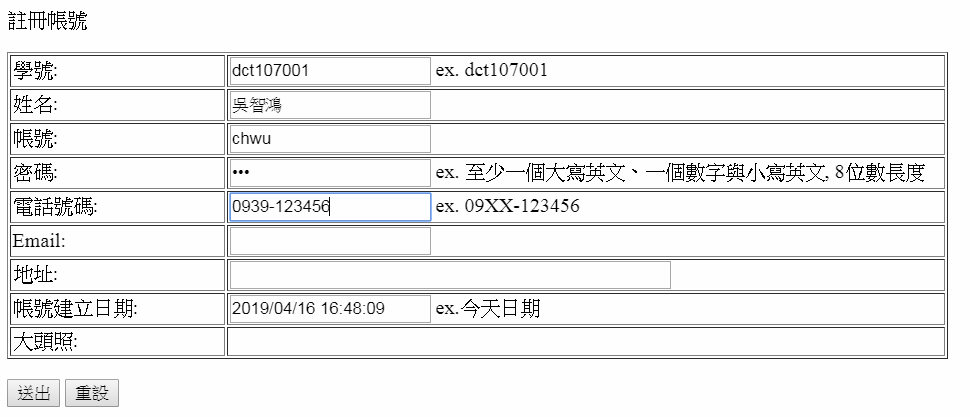 註冊帳號
學號: dct107001 ex. dct107001
姓名: 吳智鴻
帳號: chwu
密碼: ••• ex. 至少一個大寫英文、一個數字與小寫英文, 8位數長度
電話號碼: 0939-123456 ex. 09XX-123456
Email:
地址:
帳號建立日期: 2019/04/16 16:48:09 ex.今天日期
大頭照:
送出 重設